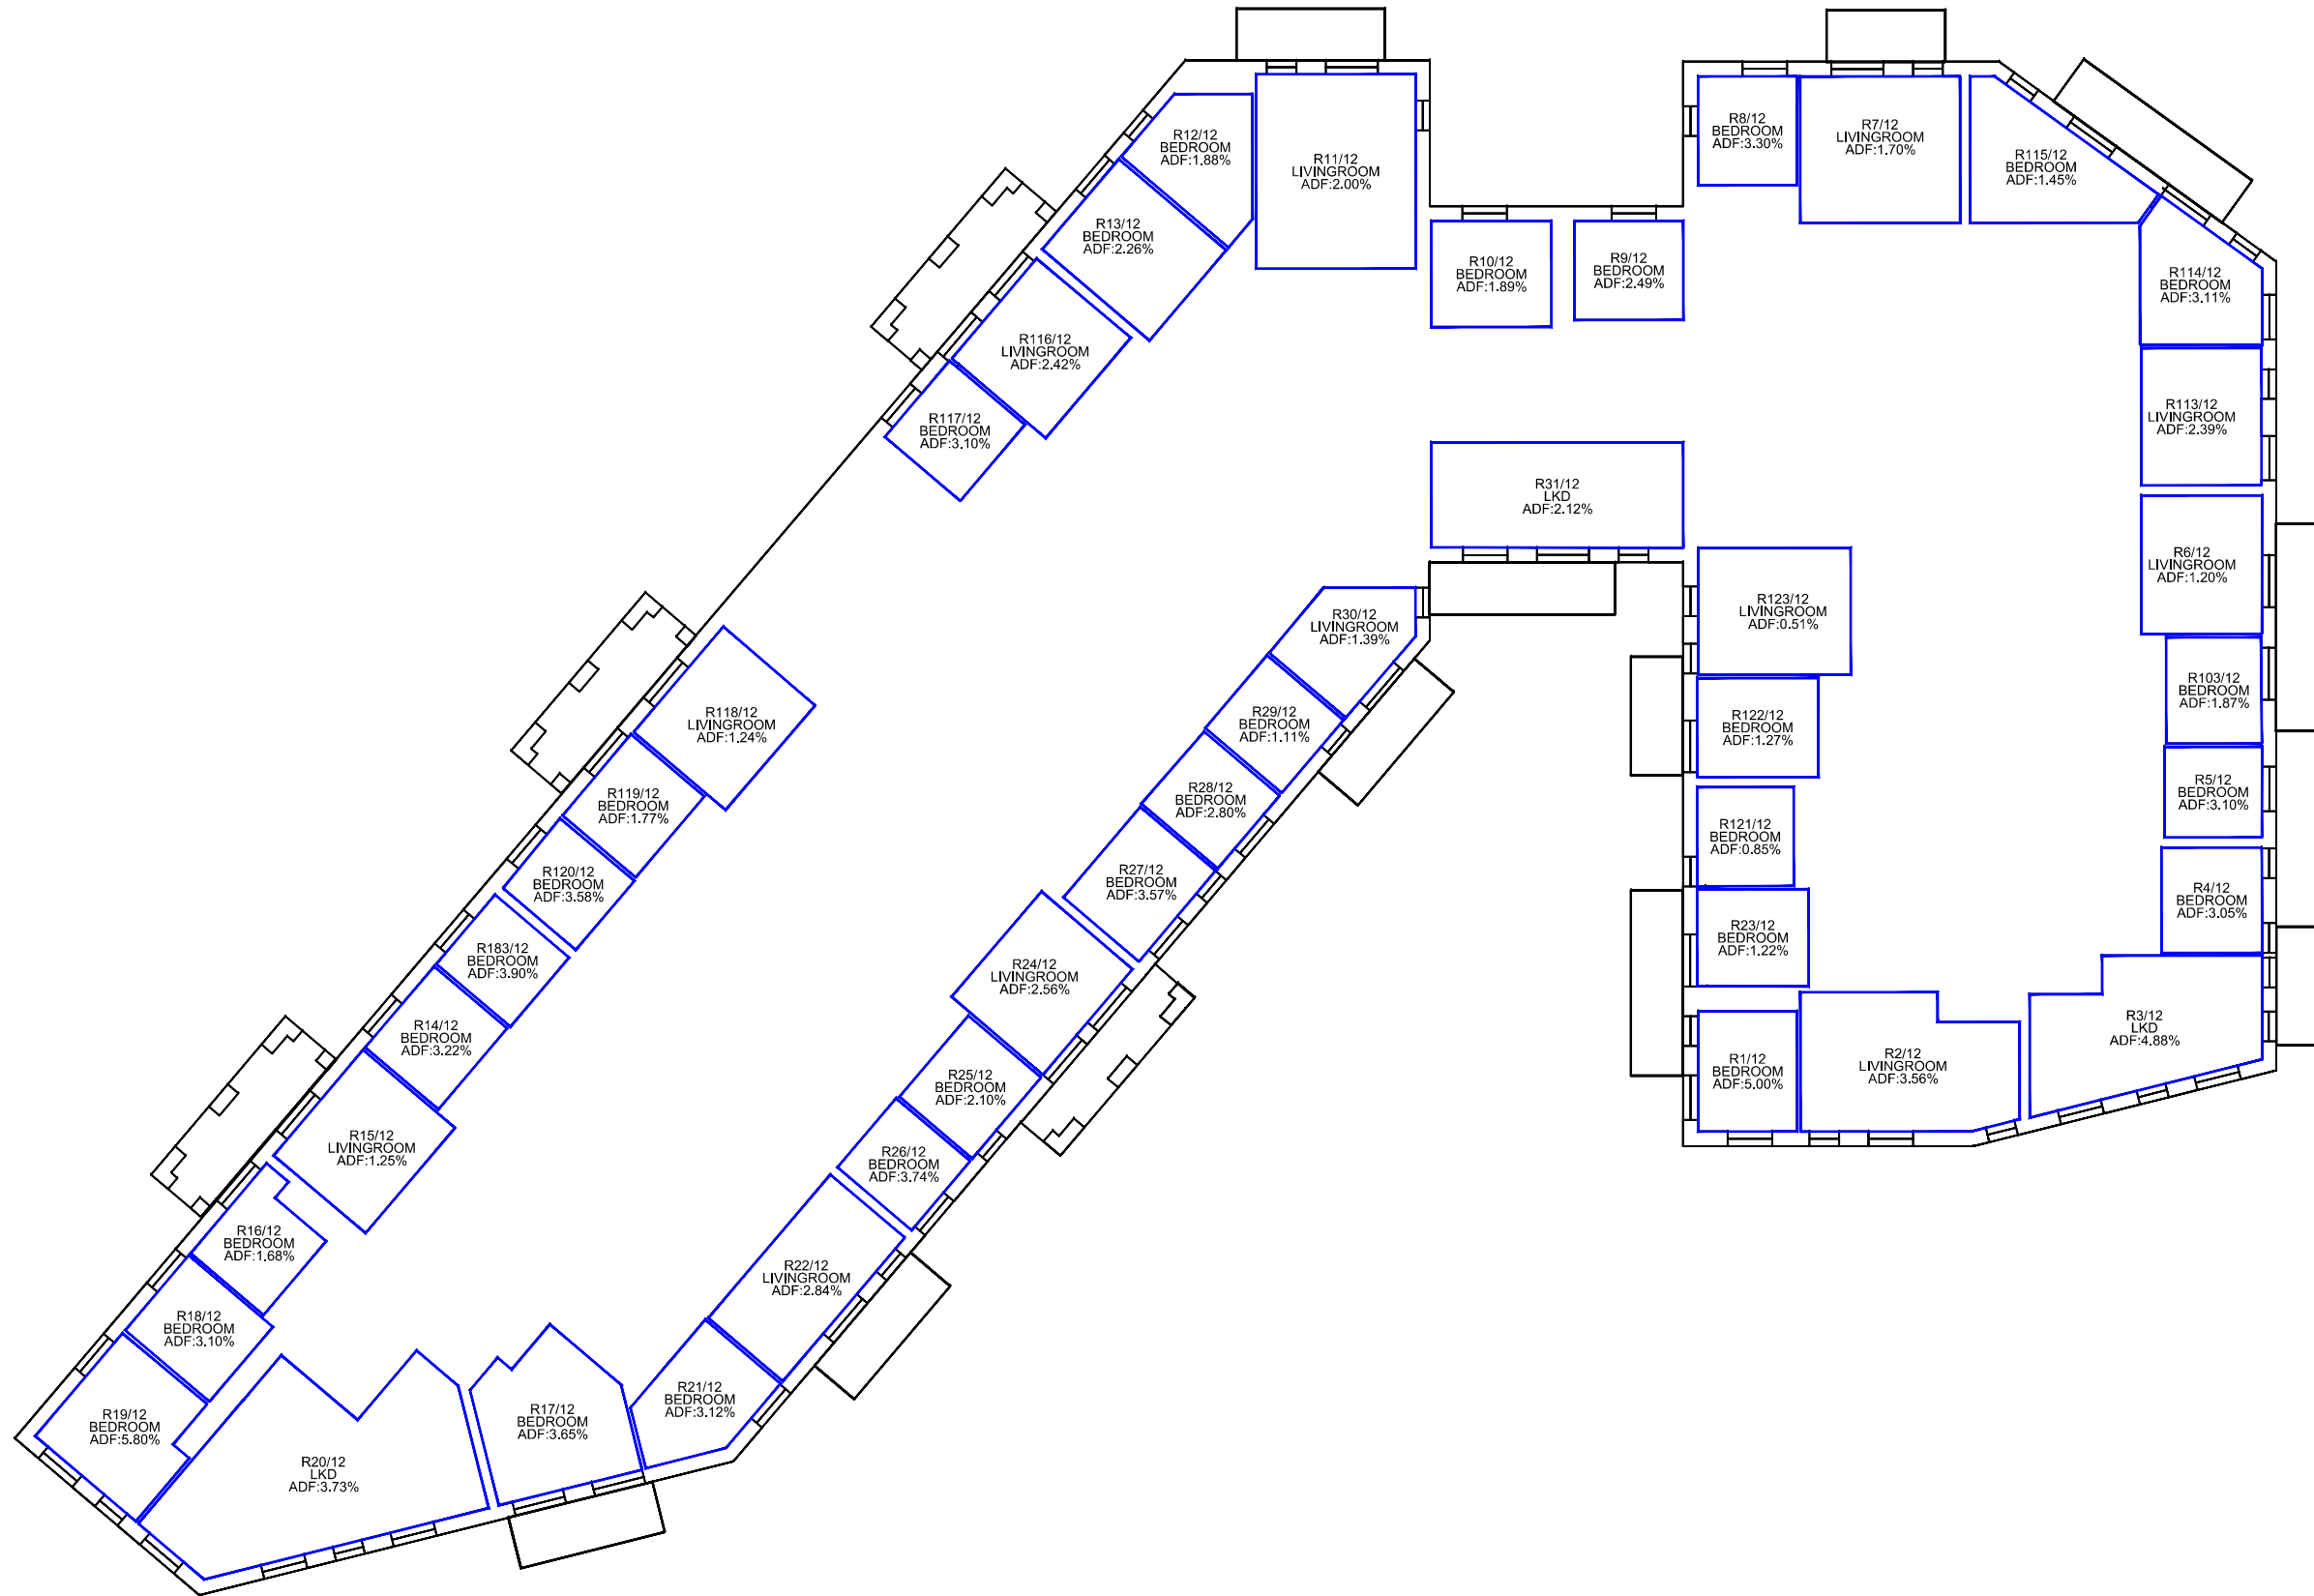 R12/12
BEDROOM
ADF:1.88%
R11/12
LIVINGROOM
ADF:2.00%
R8/12
BEDROOM
ADF:3.30%
R7/12
LIVINGROOM
ADF:1.70%
R115/12
BEDROOM
ADF:1.45%
R13/12
BEDROOM
ADF:2.26%
R10/12
BEDROOM
ADF:1.89%
R9/12
BEDROOM
ADF:2.49%
R114/12
BEDROOM
ADF:3.11%
R116/12
LIVINGROOM
ADF:2.42%
R117/12
BEDROOM
ADF:3.10%
R113/12
LIVINGROOM
ADF:2.39%
R31/12
LKD
ADF:2.12%
R6/12
LIVINGROOM
ADF:1.20%
R123/12
LIVINGROOM
ADF:0.51%
R30/12
LIVINGROOM
ADF:1.39%
R103/12
BEDROOM
ADF:1.87%
R118/12
LIVINGROOM
ADF:1.24%
R29/12
BEDROOM
ADF:1.11%
R122/12
BEDROOM
ADF:1.27%
R5/12
BEDROOM
ADF:3.10%
R119/12
BEDROOM
ADF:1.77%
R28/12
BEDROOM
ADF:2.80%
R121/12
BEDROOM
ADF:0.85%
R120/12
BEDROOM
ADF:3.58%
R27/12
BEDROOM
ADF:3.57%
R4/12
BEDROOM
ADF:3.05%
R183/12
BEDROOM
ADF:3.90%
R24/12
LIVINGROOM
ADF:2.56%
R23/12
BEDROOM
ADF:1.22%
R14/12
BEDROOM
ADF:3.22%
R3/12
LKD
ADF:4.88%
R25/12
BEDROOM
ADF:2.10%
R1/12
BEDROOM
ADF:5.00%
R2/12
LIVINGROOM
ADF:3.56%
R15/12
LIVINGROOM
ADF:1.25%
R26/12
BEDROOM
ADF:3.74%
R16/12
BEDROOM
ADF:1.68%
R22/12
LIVINGROOM
ADF:2.84%
R18/12
BEDROOM
ADF:3.10%
R21/12
BEDROOM
ADF:3.12%
R19/12
BEDROOM
ADF:5.80%
R17/12
BEDROOM
ADF:3.65%
R20/12
LKD
ADF:3.73%